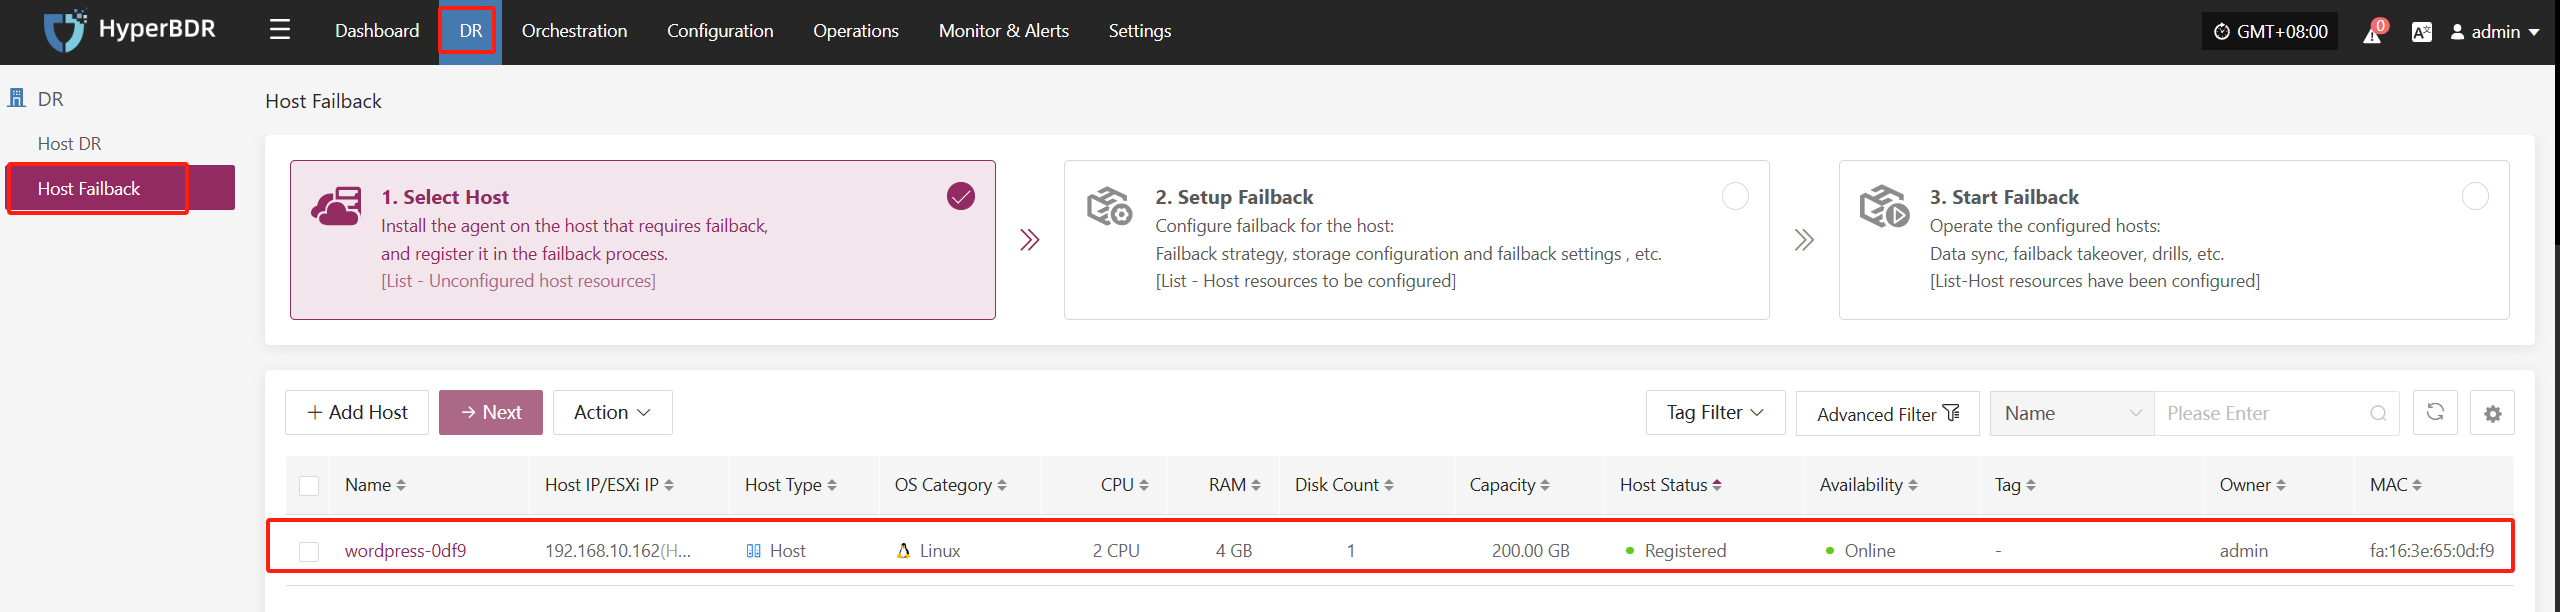 HyperBDR
Dashboard
DR
Orchestration
Configuration
Operations
Monitor & Alerts
Settings
GMT+08:00
0
admin
DR
Host DR
Host Failback
Host Failback
1. Select Host
Install the agent on the host that requires failback,
and register it in the failback process.
[List - Unconfigured host resources]
2. Setup Failback
Configure failback for the host:
Failback strategy, storage configuration and failback settings , etc.
[List - Host resources to be configured]
3. Start Failback
Operate the configured hosts:
Data sync, failback takeover, drills, etc.
[List-Host resources have been configured]
+ Add Host
→ Next
Action
Tag Filter
Advanced Filter
Name
Please Enter
Name Host IP/ESXi IP Host Type OS Category CPU RAM Disk Count Capacity Host Status Availability Tag Owner MAC
wordpress-0df9 192.168.10.162(H... Host Linux 2 CPU 4 GB 1 200.00 GB Registered Online - admin fa:16:3e:65:0d:f9